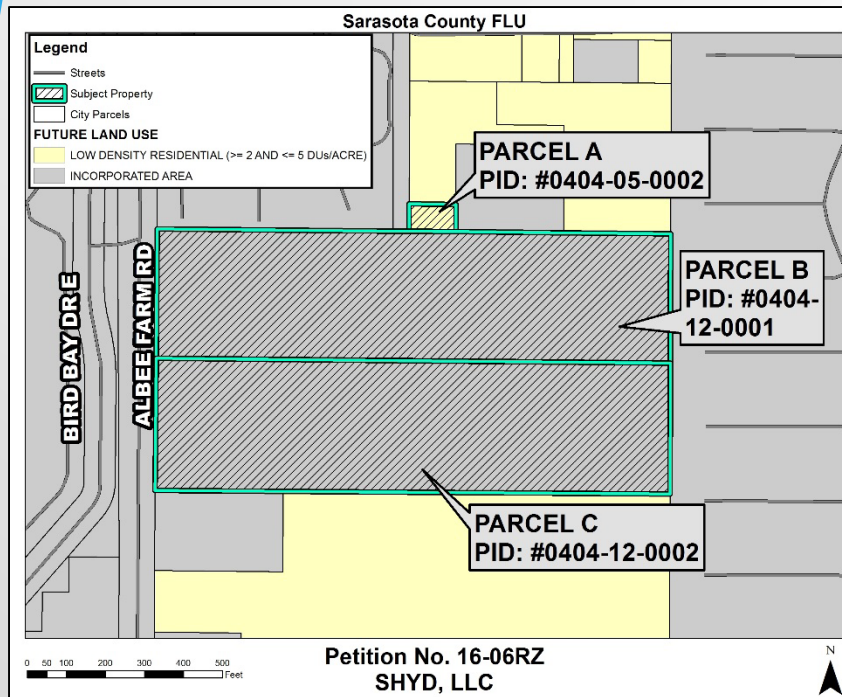 Sarasota County FLU
Legend
Streets
Subject Property
City Parcels
FUTURE LAND USE
LOW DENSITY RESIDENTIAL (>= 2 AND <= 5 DUs/ACRE)
INCORPORATED AREA
PARCEL A
PID: #0404-05-0002
PARCEL B
PID: #0404-
12-0001
BIRD BAY DR E
ALBEE FARM RD
PARCEL C
PID: #0404-12-0002
0 50 100 200 300 400 500
Feet
Petition No. 16-06RZ
SHYD, LLC
N